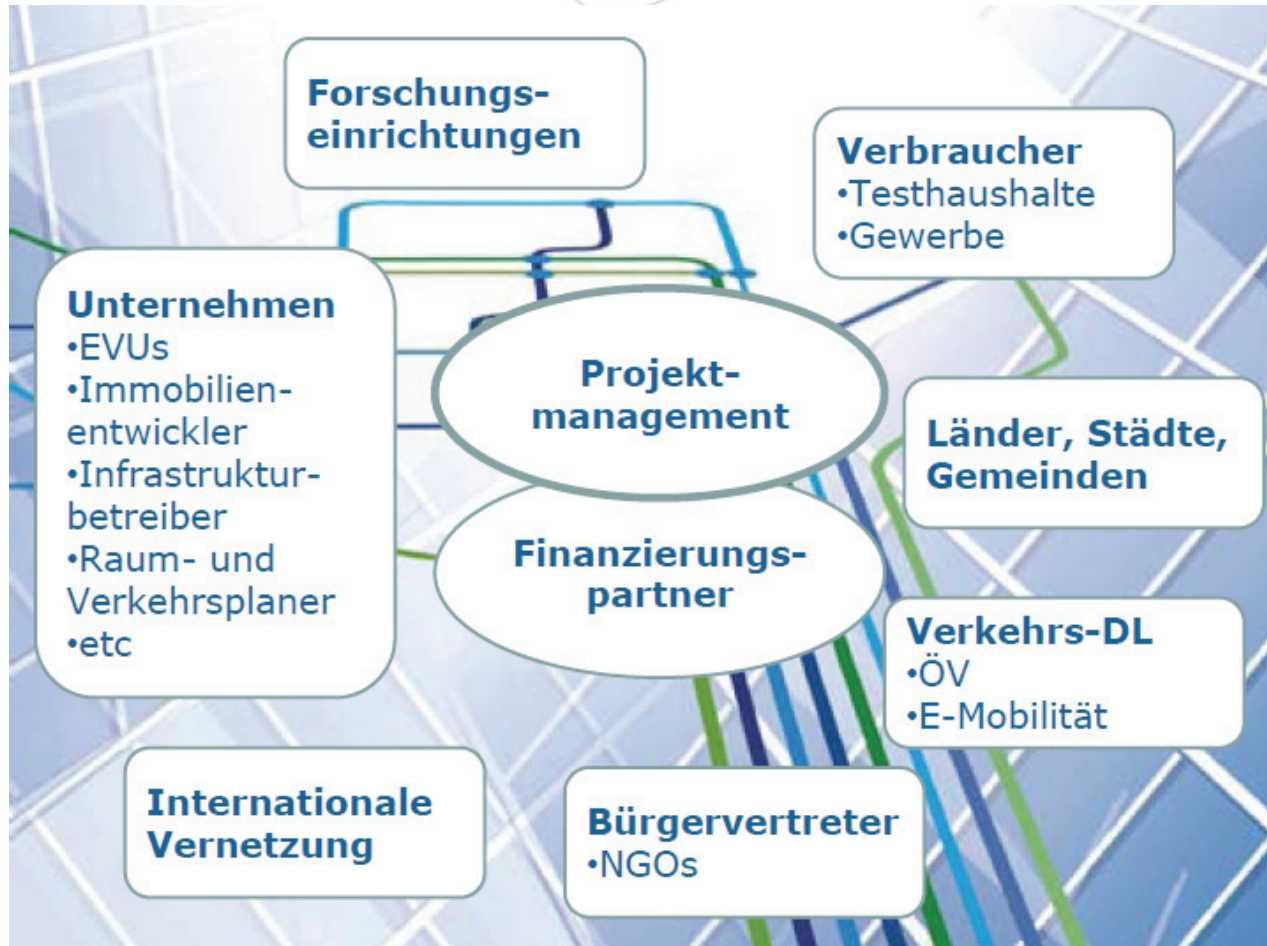 Forschungs-
einrichtungen
Verbraucher
•Testhaushalte
•Gewerbe
Unternehmen
•EVUs
•Immobilien-
entwickler
•Infrastruktur-
betreiber
•Raum- und
Verkehrsplaner
•etc
Projekt-
management
Länder, Städte,
Gemeinden
Finanzierungs-
partner
Verkehrs-DL
•ÖV
•E-Mobilität
Internationale
Vernetzung
Bürgervertreter
•NGOs